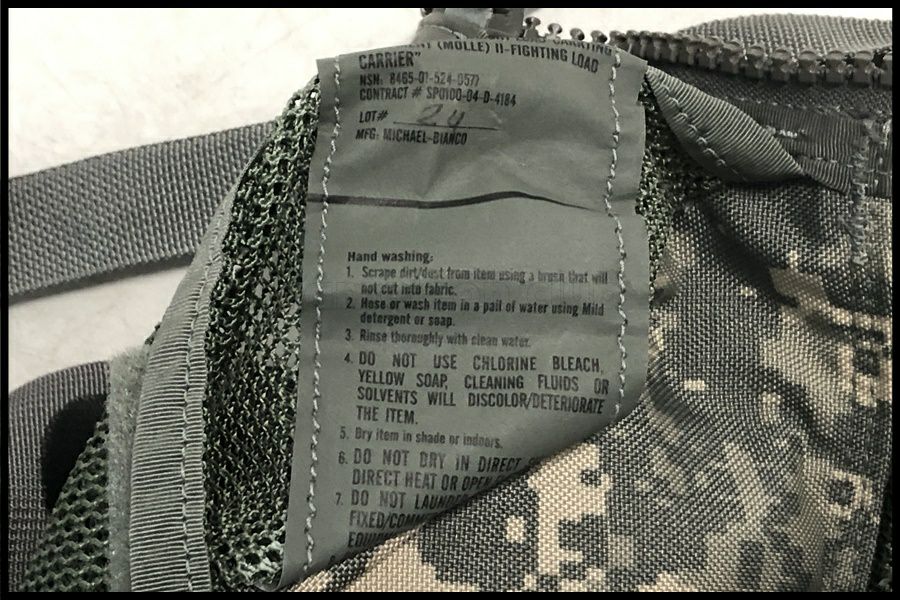 (MOLLE) II-FIGHTING LOAD
CARRIER"
NSN: 8465-01-524-0577
CONTRACT # SPO100-04-D-4184
LOT# 24
MFG: MICHAEL-BIANCO
Hand washing:
1. Scrape dirt/dust from item using a brush that will
not cut into fabric.
2. Hose or wash item in a pail of water using Mild
detergent or soap.
3. Rinse thoroughly with clean water.
4. DO NOT USE CHLORINE BLEACH,
YELLOW SOAP, CLEANING FLUIDS OR
SOLVENTS WILL DISCOLOR/DETERIORATE
THE ITEM.
5. Dry item in shade or indoors.
6. DO NOT DRY IN DIRECT
DIRECT HEAT OR OPEN
7. DO NOT LAUNDER
FIXED/